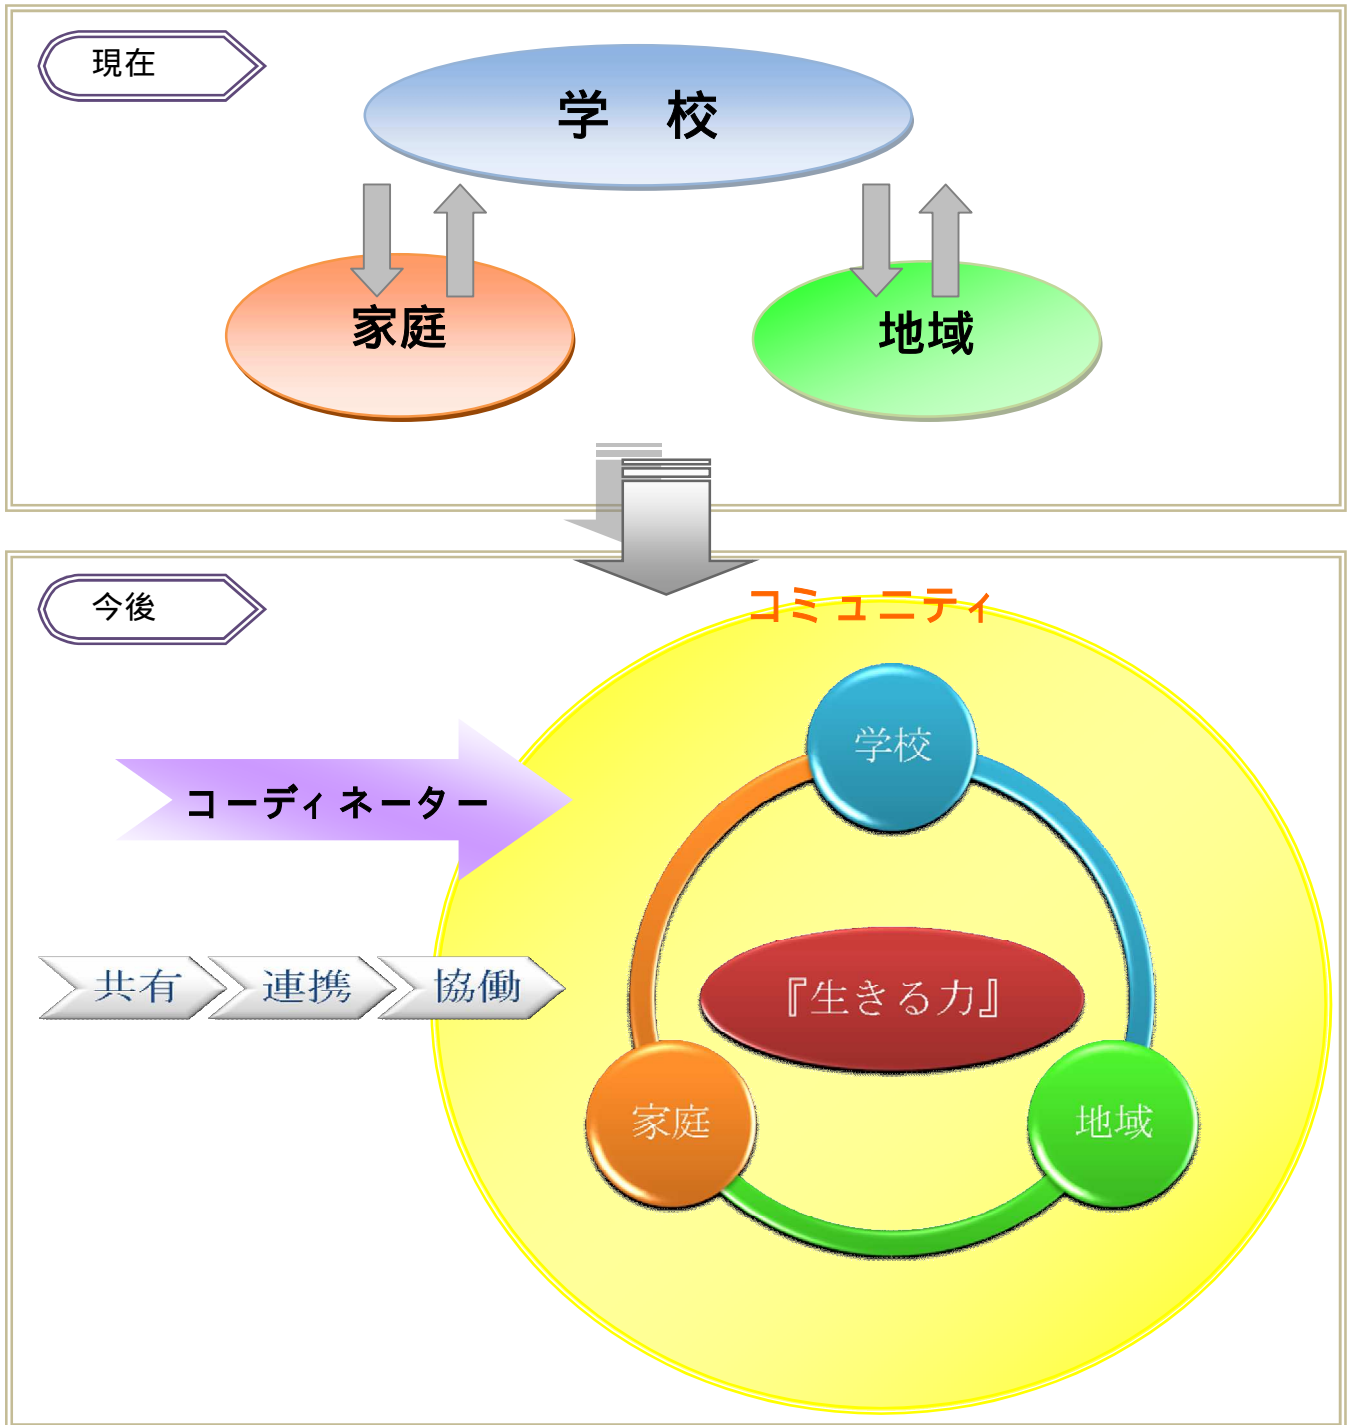 現在
学　校
家庭
地域
今後
コミュニティ
学校
コーディネーター
共有
連携
協働
『生きる力』
家庭
地域